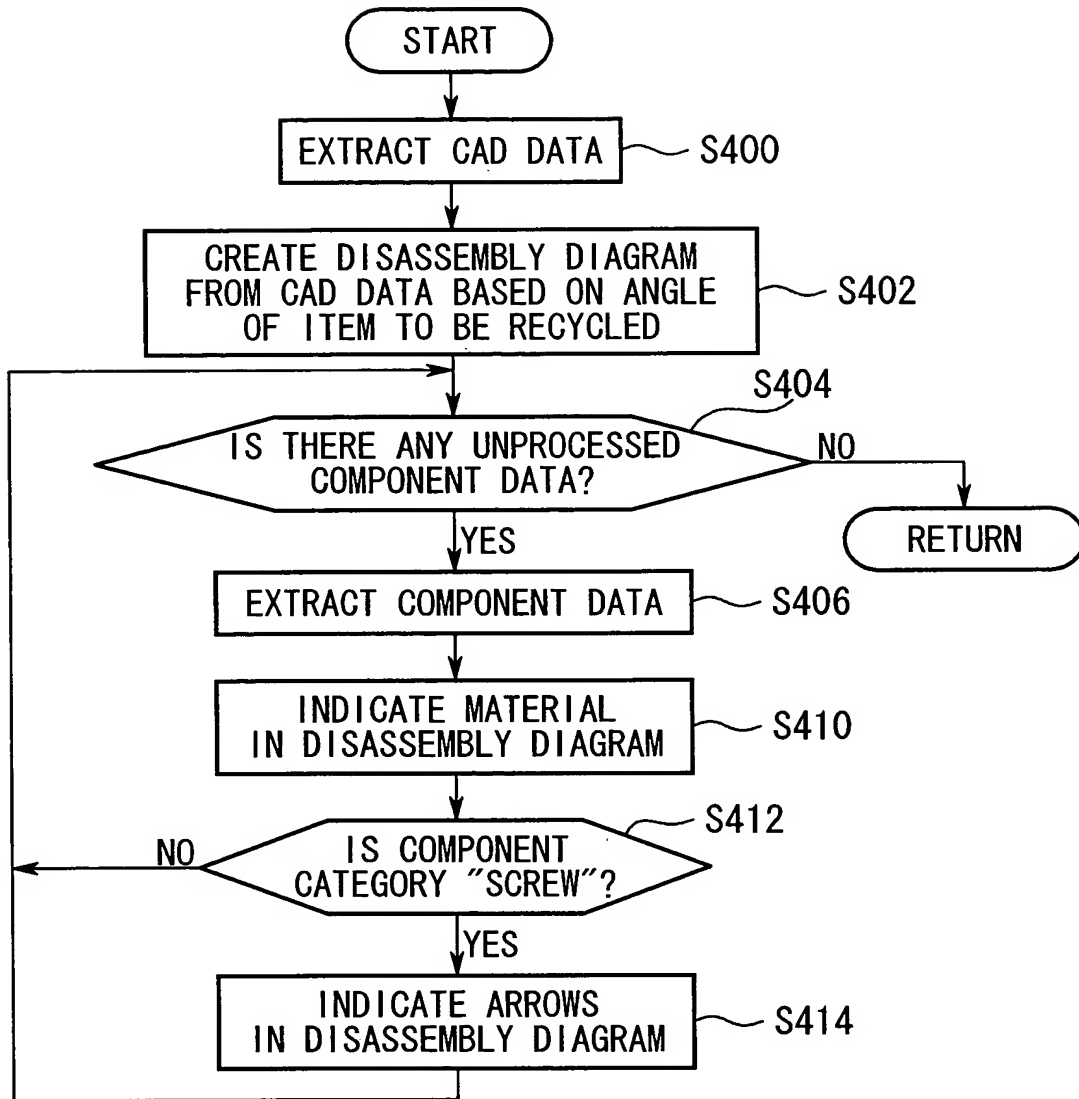 START
EXTRACT CAD DATA
S400
CREATE DISASSEMBLY DIAGRAM
FROM CAD DATA BASED ON ANGLE
OF ITEM TO BE RECYCLED
S402
S404
IS THERE ANY UNPROCESSED
COMPONENT DATA?
NO
RETURN
YES
EXTRACT COMPONENT DATA
S406
INDICATE MATERIAL
IN DISASSEMBLY DIAGRAM
S410
S412
IS COMPONENT
CATEGORY "SCREW"?
NO
YES
INDICATE ARROWS
IN DISASSEMBLY DIAGRAM
S414